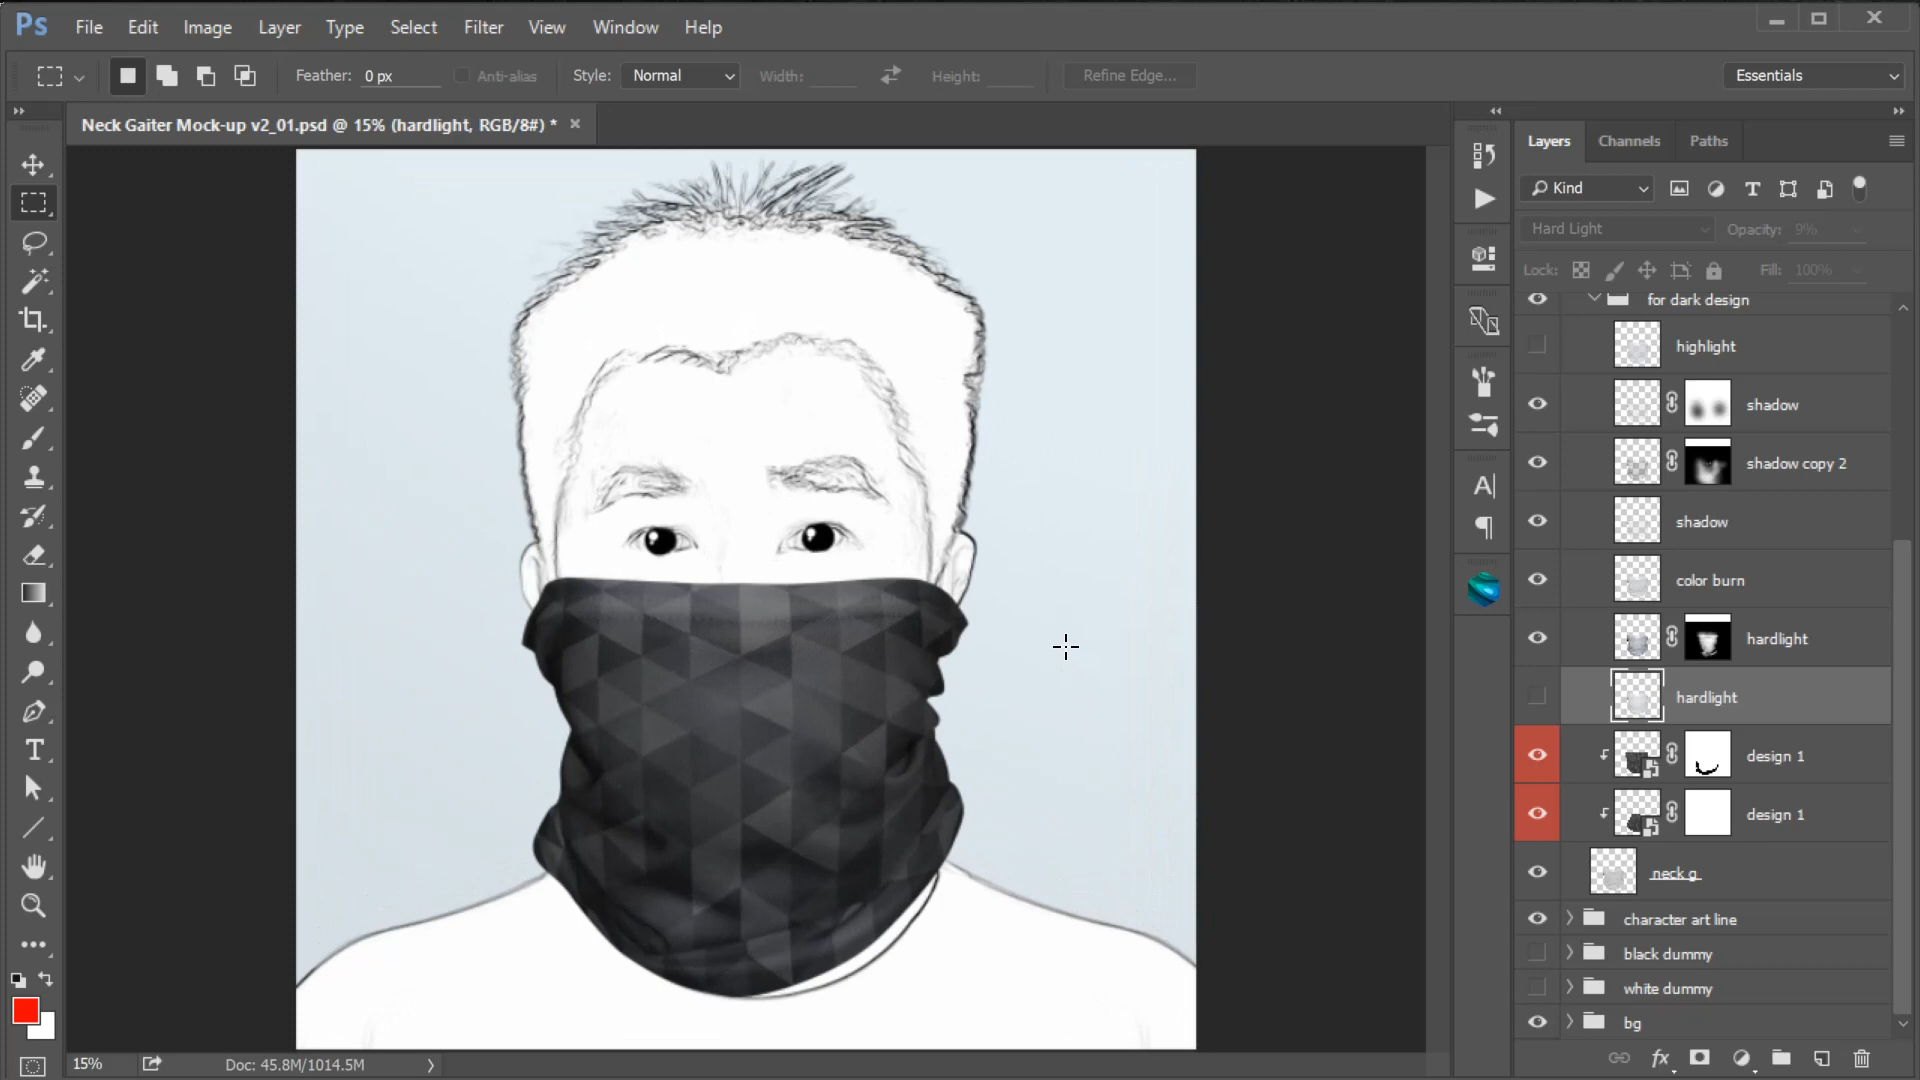 Ps File Edit Image Layer Type Select Filter View Window Help
Feather: 0 px Anti-alias Style: Normal Width: Height: Refine Edge... Essentials
Neck Gaiter Mock-up v2_01.psd @ 15% (hardlight, RGB/8#) * ×
Layers Channels Paths
Kind
Hard Light Opacity: 9%
Lock: Fill: 100%
for dark design
highlight
shadow
shadow copy 2
shadow
color burn
hardlight
hardlight
design 1
design 1
neck g
character art line
black dummy
white dummy
bg
15% Doc: 45.8M/1014.5M
fx